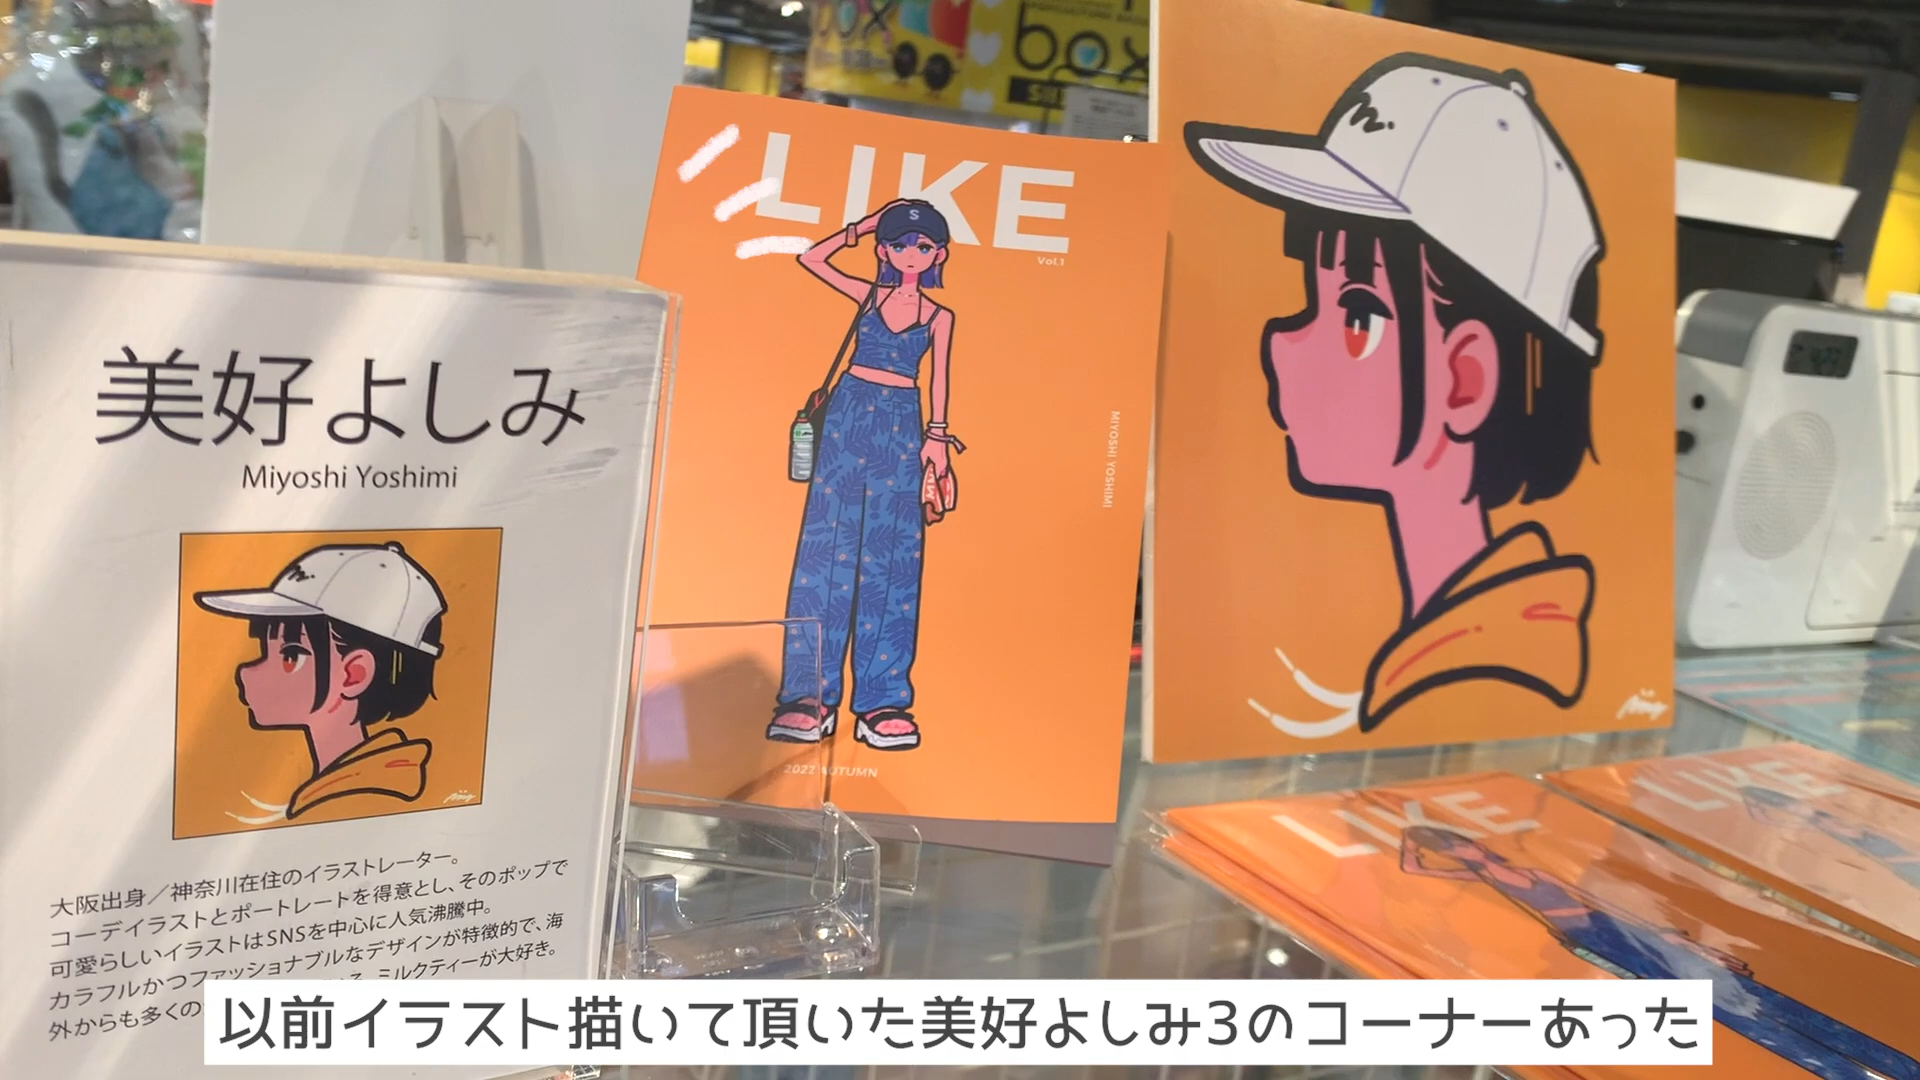 box
box
LIKE
Vol.1
S
MIYOSHI YOSHIMI
2022 AUTUMN
美好よしみ
Miyoshi Yoshimi
大阪出身／神奈川在住のイラストレーター。
コーデイラストとポートレートを得意とし、そのポップで
可愛らしいイラストはSNSを中心に人気沸騰中。
カラフルかつファッショナブルなデザインが特徴的で、海
外からも多くの
ミルクティーが大好き。
LIKE
LIKE
以前イラスト描いて頂いた美好よしみ3のコーナーあった